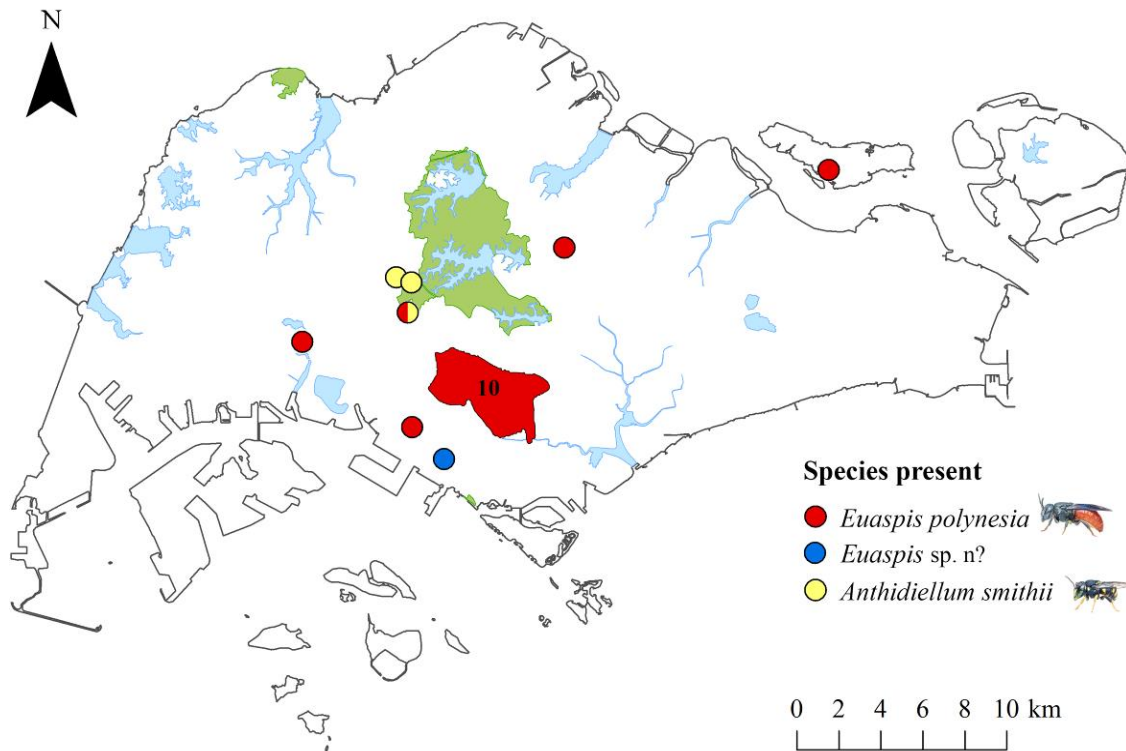 N
10
Species present
Euaspis polynesia
Euaspis sp. n?
Anthidiellum smithii
0 2 4 6 8 10 km